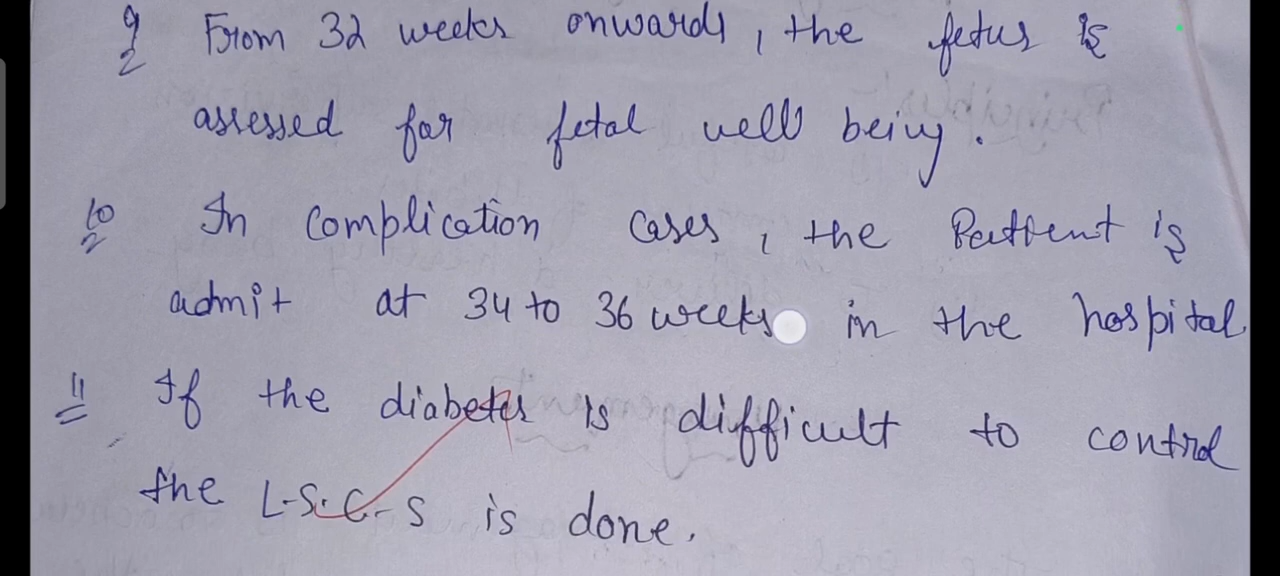 9 From 32 weeks onwards, the fetus is
assessed for fetal well being.
10 In complication cases, the Patient is
admit at 34 to 36 weeks in the hospital
11 If the diabetes is difficult to control
the L.S.C.S is done.